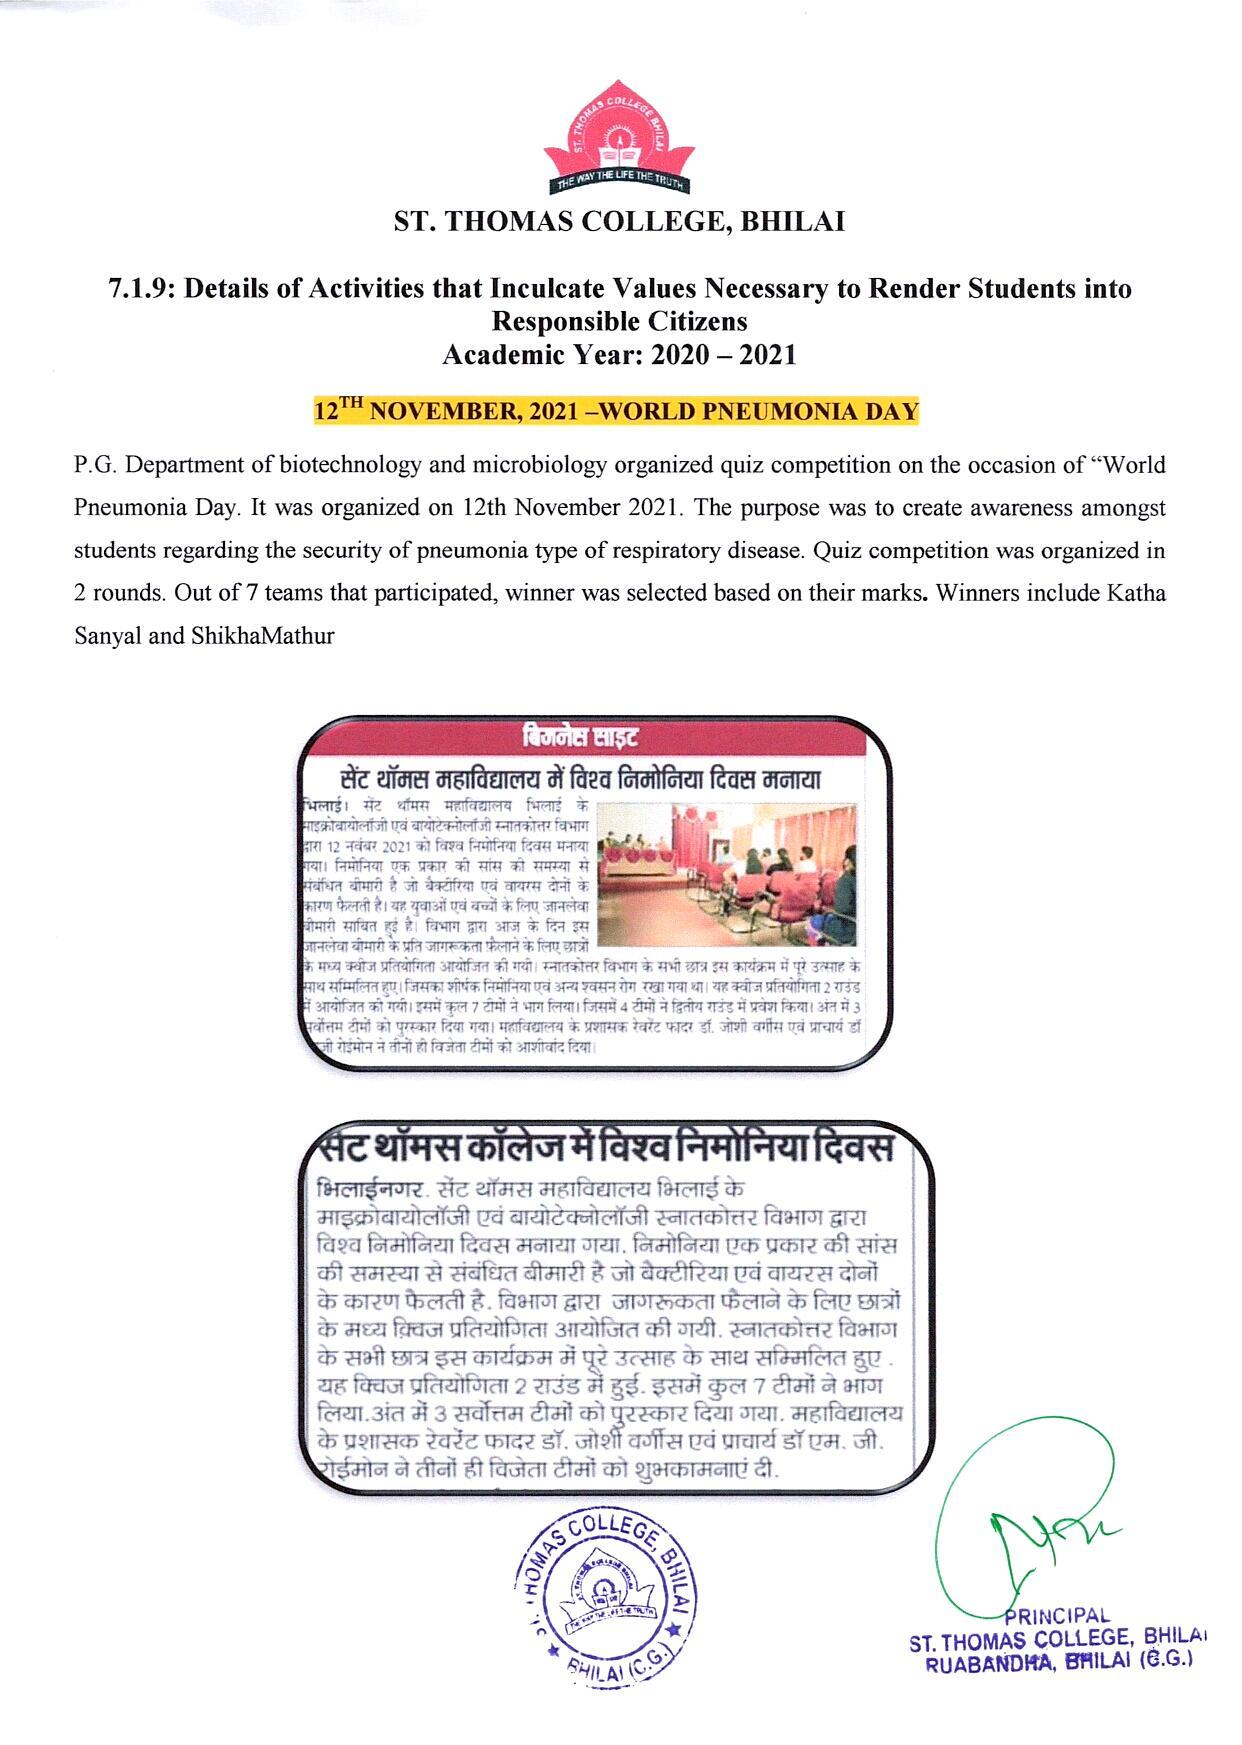 ST. THOMAS COLLEGE BHILAI
THE WAY THE LIFE THE TRUTH
ST. THOMAS COLLEGE, BHILAI
7.1.9: Details of Activities that Inculcate Values Necessary to Render Students into
Responsible Citizens
Academic Year: 2020 – 2021
12TH NOVEMBER, 2021 –WORLD PNEUMONIA DAY
P.G. Department of biotechnology and microbiology organized quiz competition on the occasion of “World
Pneumonia Day. It was organized on 12th November 2021. The purpose was to create awareness amongst
students regarding the security of pneumonia type of respiratory disease. Quiz competition was organized in
2 rounds. Out of 7 teams that participated, winner was selected based on their marks. Winners include Katha
Sanyal and ShikhaMathur
बिजनेस साइट
सेंट थॉमस महाविद्यालय में विश्व निमोनिया दिवस मनाया
भिलाई। सेंट थॉमस महाविद्यालय भिलाई के
माइक्रोबायोलॉजी एवं बायोटेक्नोलॉजी स्नातकोत्तर विभाग
द्वारा 12 नवंबर 2021 को विश्व निमोनिया दिवस मनाया
गया। निमोनिया एक प्रकार की सांस की समस्या से
संबंधित बीमारी है जो बैक्टीरिया एवं वायरस दोनों के
कारण फैलती है। यह युवाओं एवं बच्चों के लिए जानलेवा
बीमारी साबित हुई है। विभाग द्वारा आज के दिन इस
जानलेवा बीमारी के प्रति जागरूकता फ़ैलाने के लिए छात्रों
के मध्य क्वीज प्रतियोगिता आयोजित की गयी। स्नातकोत्तर विभाग के सभी छात्र इस कार्यक्रम में पूरे उत्साह के
साथ सम्मिलित हुए। जिसका शीर्षक निमोनिया एवं अन्य श्वसन रोग रखा गया था। यह क्वीज प्रतियोगिता 2 राउंड
में आयोजित की गयी। इसमें कुल 7 टीमों ने भाग लिया। जिसमें 4 टीमों ने द्वितीय राउंड में प्रवेश किया। अंत में 3
सर्वोत्तम टीमों को पुरस्कार दिया गया। महाविद्यालय के प्रशासक रेवरेंट फादर डॉ. जोशी वर्गीस एवं प्राचार्य डॉ
जी रोईमोन ने तीनों ही विजेता टीमों को आशीर्वाद दिया।
सेंट थॉमस कॉलेज में विश्व निमोनिया दिवस
भिलाईनगर. सेंट थॉमस महाविद्यालय भिलाई के
माइक्रोबायोलॉजी एवं बायोटेक्नोलॉजी स्नातकोत्तर विभाग द्वारा
विश्व निमोनिया दिवस मनाया गया. निमोनिया एक प्रकार की सांस
की समस्या से संबंधित बीमारी है जो बैक्टीरिया एवं वायरस दोनों
के कारण फैलती है. विभाग द्वारा जागरूकता फैलाने के लिए छात्रों
के मध्य क्विज प्रतियोगिता आयोजित की गयी. स्नातकोत्तर विभाग
के सभी छात्र इस कार्यक्रम में पूरे उत्साह के साथ सम्मिलित हुए .
यह क्विज प्रतियोगिता 2 राउंड में हुई. इसमें कुल 7 टीमों ने भाग
लिया.अंत में 3 सर्वोत्तम टीमों को पुरस्कार दिया गया. महाविद्यालय
के प्रशासक रेवरेंट फादर डॉ. जोशी वर्गीस एवं प्राचार्य डॉ एम. जी.
रोईमोन ने तीनों ही विजेता टीमों को शुभकामनाएं दी.
ST. THOMAS COLLEGE, BHILAI
THE WAY THE LIFE THE TRUTH
BHILAI (C.G.)
PRINCIPAL
ST. THOMAS COLLEGE, BHILAI
RUABANDHA, BHILAI (C.G.)